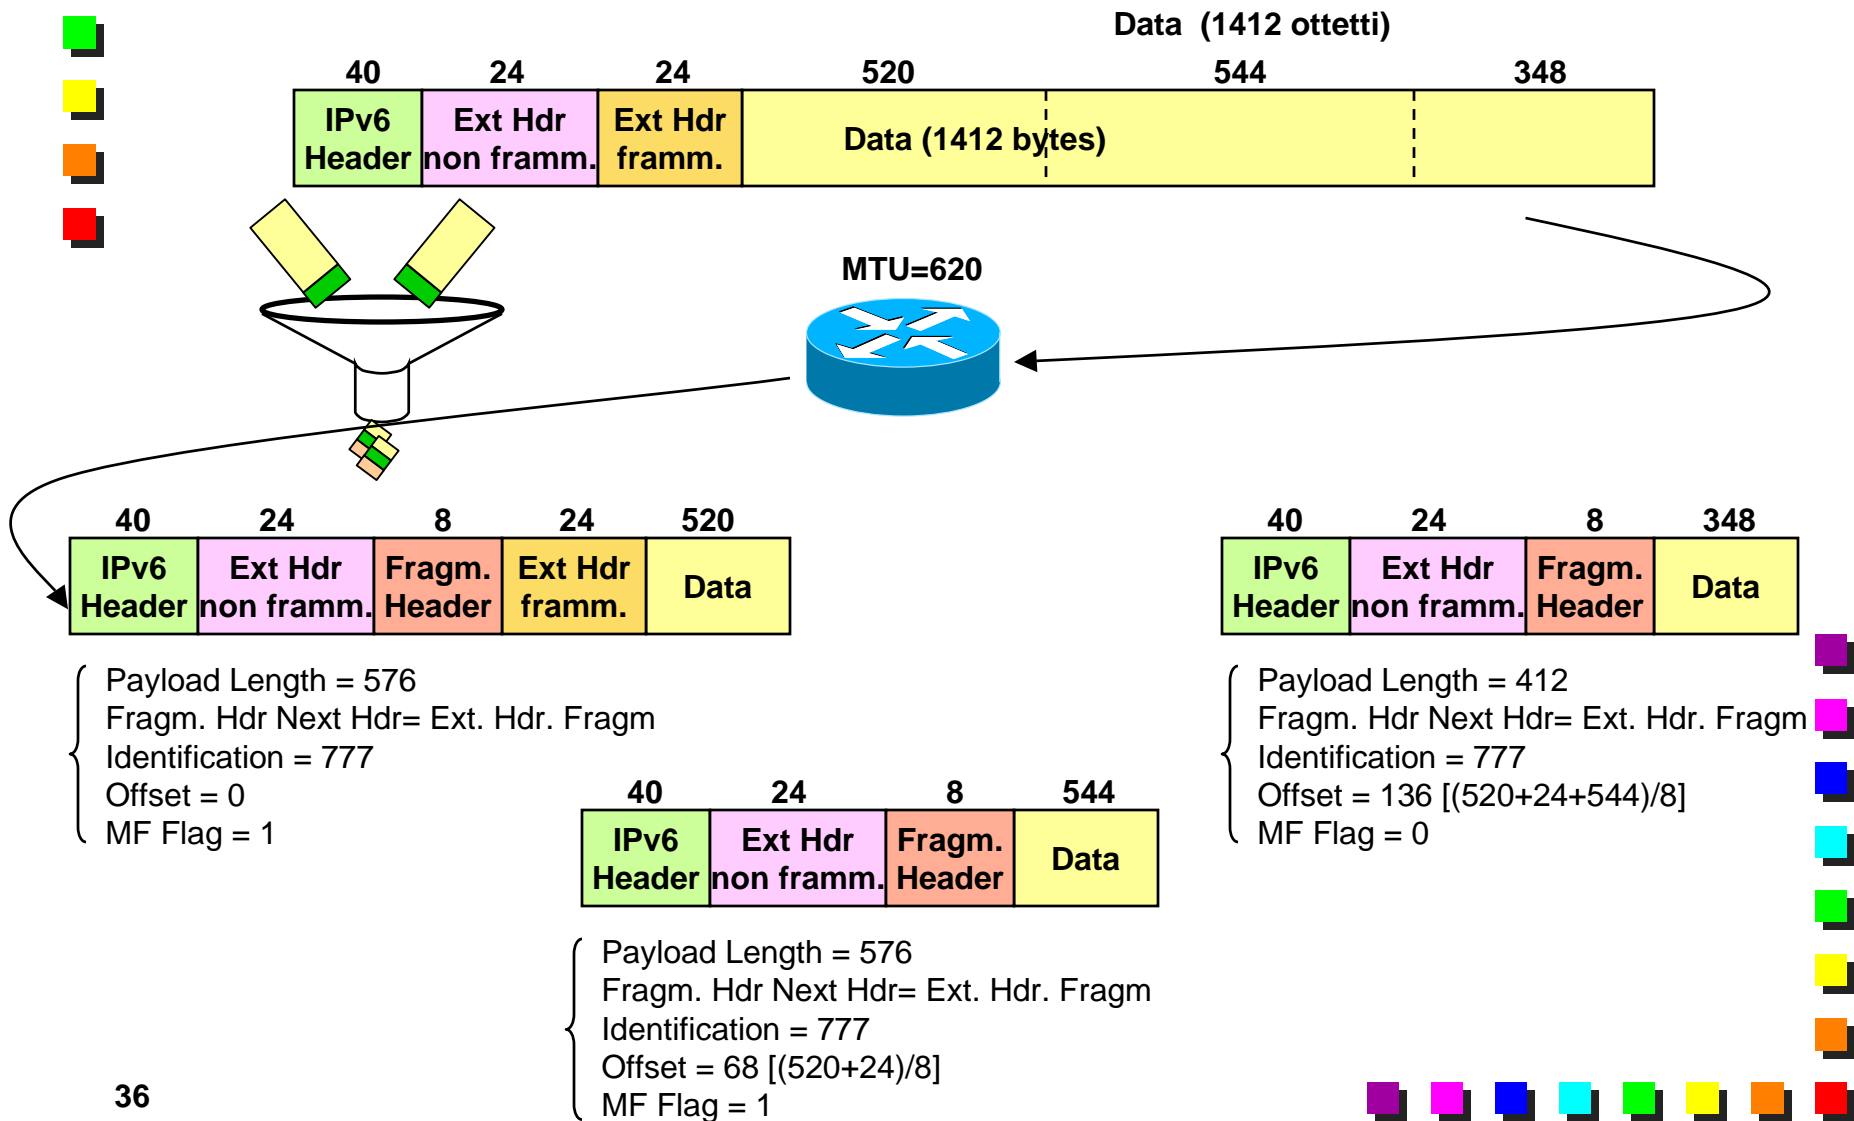 Data (1412 ottetti)
40 24 24 520 544 348
IPv6 Header
Ext Hdr non framm.
Ext Hdr framm.
Data (1412 bytes)
MTU=620
40 24 8 24 520
IPv6 Header
Ext Hdr non framm.
Fragm. Header
Ext Hdr framm.
Data
Payload Length = 576
Fragm. Hdr Next Hdr= Ext. Hdr. Fragm
Identification = 777
Offset = 0
MF Flag = 1
40 24 8 544
IPv6 Header
Ext Hdr non framm.
Fragm. Header
Data
Payload Length = 576
Fragm. Hdr Next Hdr= Ext. Hdr. Fragm
Identification = 777
Offset = 68 [(520+24)/8]
MF Flag = 1
40 24 8 348
IPv6 Header
Ext Hdr non framm.
Fragm. Header
Data
Payload Length = 412
Fragm. Hdr Next Hdr= Ext. Hdr. Fragm
Identification = 777
Offset = 136 [(520+24+544)/8]
MF Flag = 0
36